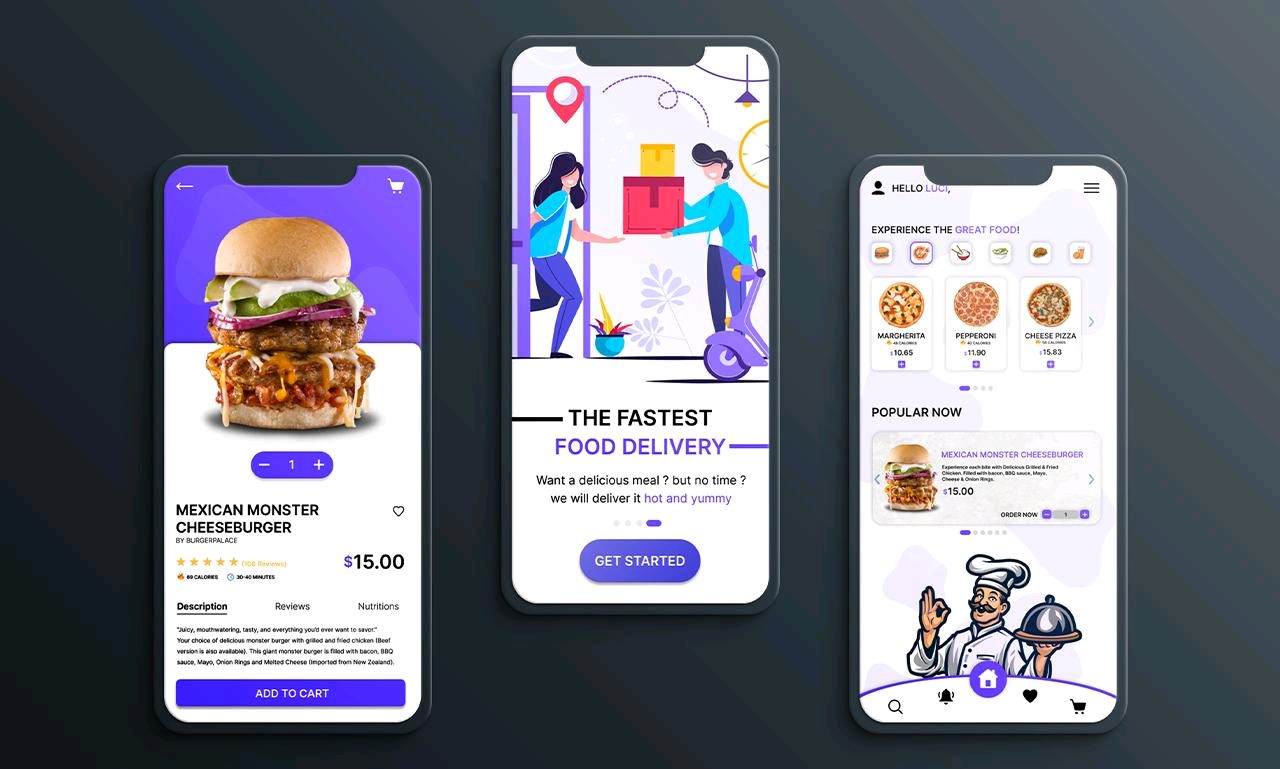 1
MEXICAN MONSTER
CHEESEBURGER
BY BURGERPALACE
(108 Reviews)
$15.00
69 CALORIES 30-40 MINUTES
Description Reviews Nutritions
"Juicy, mouthwatering, tasty, and everything you'd ever want to savor."
Your choice of delicious monster burger with grilled and fried chicken (Beef
version is also available). This giant monster burger is filled with bacon, BBQ
sauce, Mayo, Onion Rings and Melted Cheese (Imported from New Zealand).
ADD TO CART
THE FASTEST
FOOD DELIVERY
Want a delicious meal ? but no time ?
we will deliver it hot and yummy
GET STARTED
HELLO LUCI,
EXPERIENCE THE GREAT FOOD!
MARGHERITA PEPPERONI CHEESE PIZZA
CALORIES CALORIES CALORIES
$10.65 $11.90 $15.83
POPULAR NOW
MEXICAN MONSTER CHEESEBURGER
Experience each bite with Delicious Grilled & Fried
Chicken. Filled with bacon, BBQ sauce, Mayo,
Cheese & Onion Rings.
$15.00
ORDER NOW 1